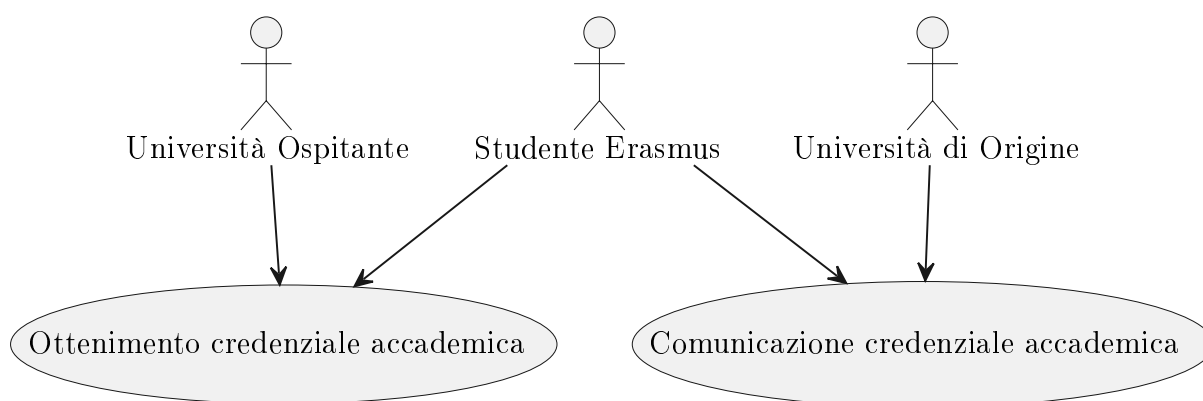 Università Ospitante
Studente Erasmus
Università di Origine
Ottenimento credenziale accademica
Comunicazione credenziale accademica